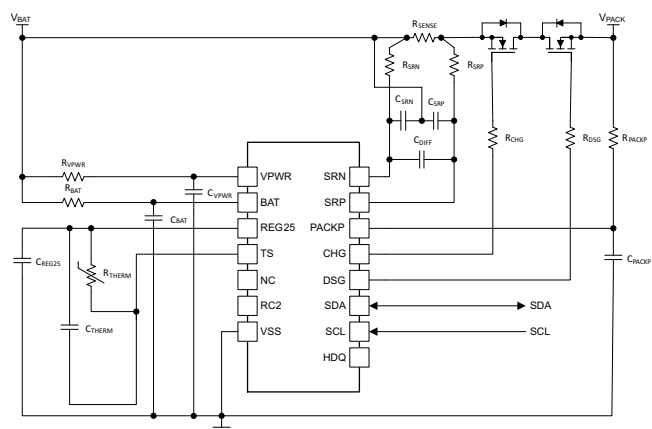 VBAT
RSENSE
VPACK
RSRN
RSRP
CSRN
CSRP
RCHG
RDSG
RPACKP
CDIFF
RVPWR
VPWR
SRN
RBAT
CVPWR
BAT
SRP
CBAT
REG25
PACKP
CREG25
RTHERM
TS
CHG
CPACKP
NC
DSG
RC2
SDA
SDA
CTHERM
VSS
SCL
SCL
HDQ